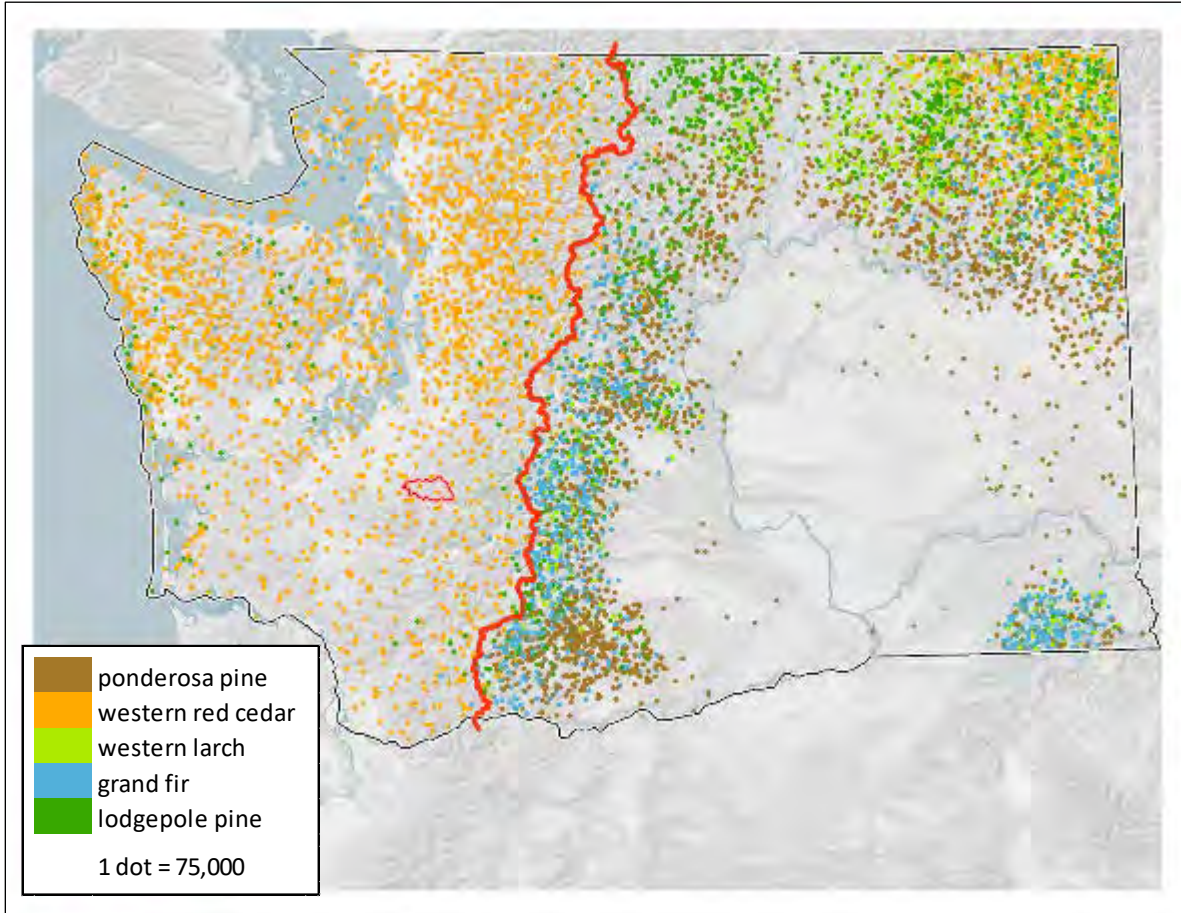 ponderosa pine
western red cedar
western larch
grand fir
lodgepole pine
1 dot = 75,000